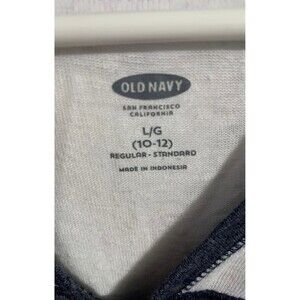 OLD NAVY
SAN FRANCISCO
CALIFORNIA
L/G
(10-12)
REGULAR - STANDARD
MADE IN INDONESIA